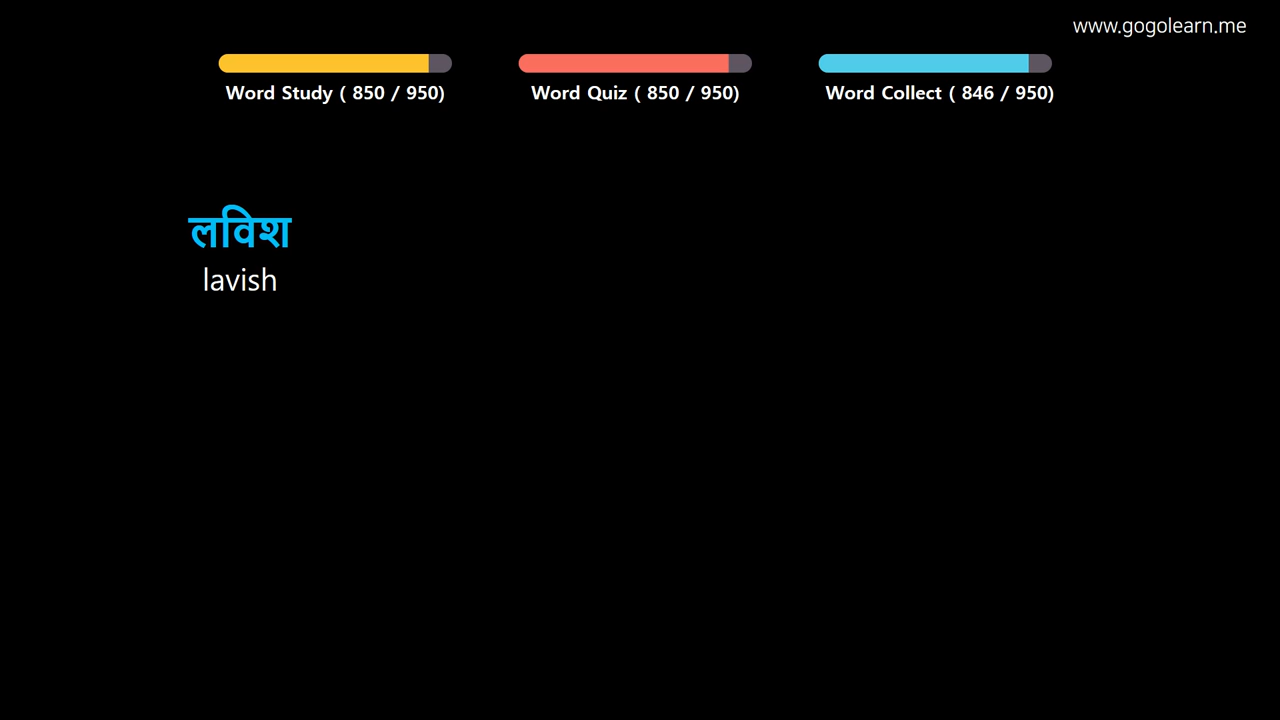 www.gogolearn.me
Word Study ( 850 / 950)
Word Quiz ( 850 / 950)
Word Collect ( 846 / 950)
लविश
lavish